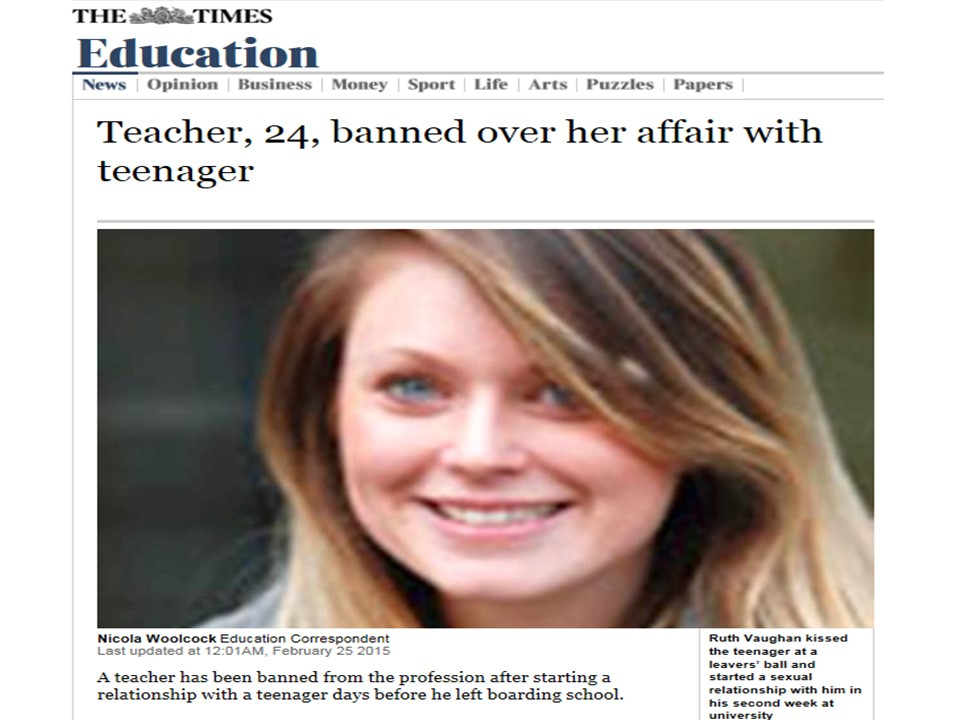 THE TIMES
Education
News | Opinion | Business | Money | Sport | Life | Arts | Puzzles | Papers |
Teacher, 24, banned over her affair with
teenager
Nicola Woolcock Education Correspondent
Last updated at 12:01AM, February 25 2015
A teacher has been banned from the profession after starting a
relationship with a teenager days before he left boarding school.
Ruth Vaughan kissed
the teenager at a
leavers' ball and
started a sexual
relationship with him in
his second week at
university